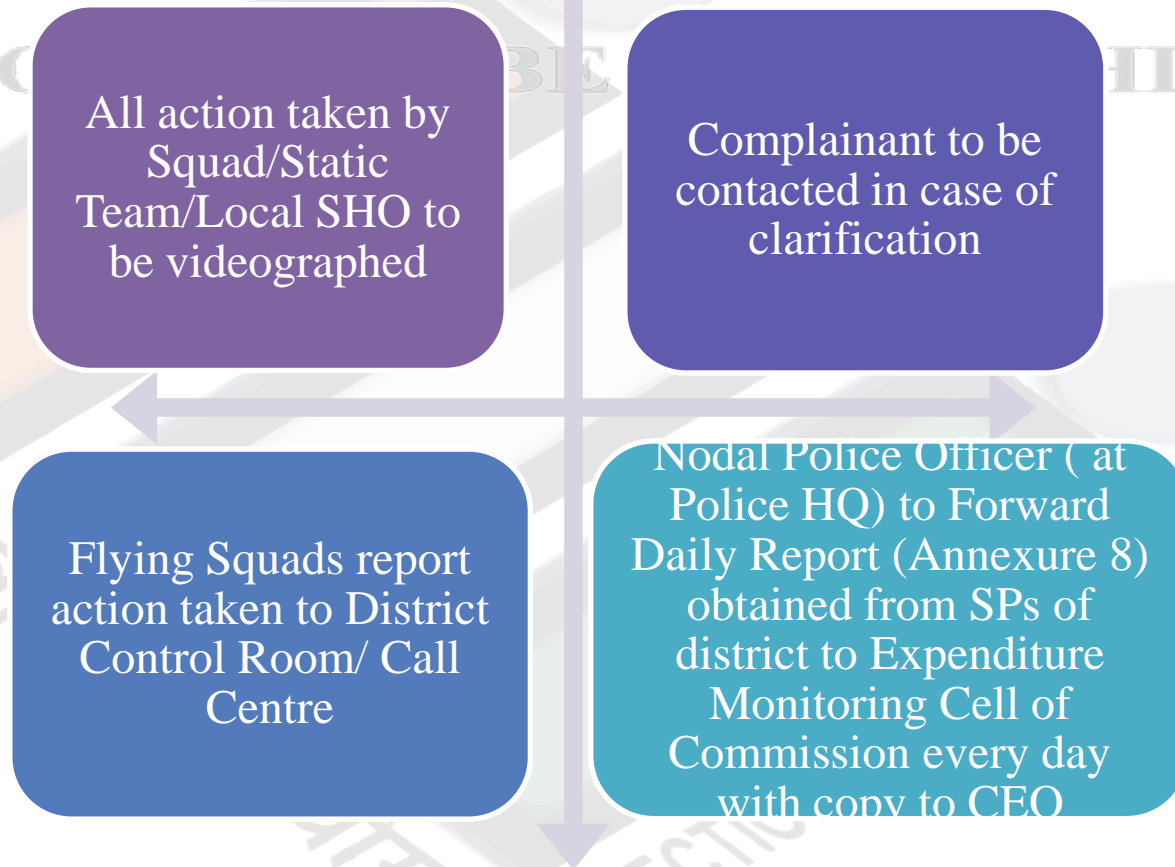 All action taken by
Squad/Static
Team/Local SHO to
be videographed
Complainant to be
contacted in case of
clarification
Flying Squads report
action taken to District
Control Room/ Call
Centre
Nodal Police Officer ( at
Police HQ) to Forward
Daily Report (Annexure 8)
obtained from SPs of
district to Expenditure
Monitoring Cell of
Commission every day
with copy to CEO